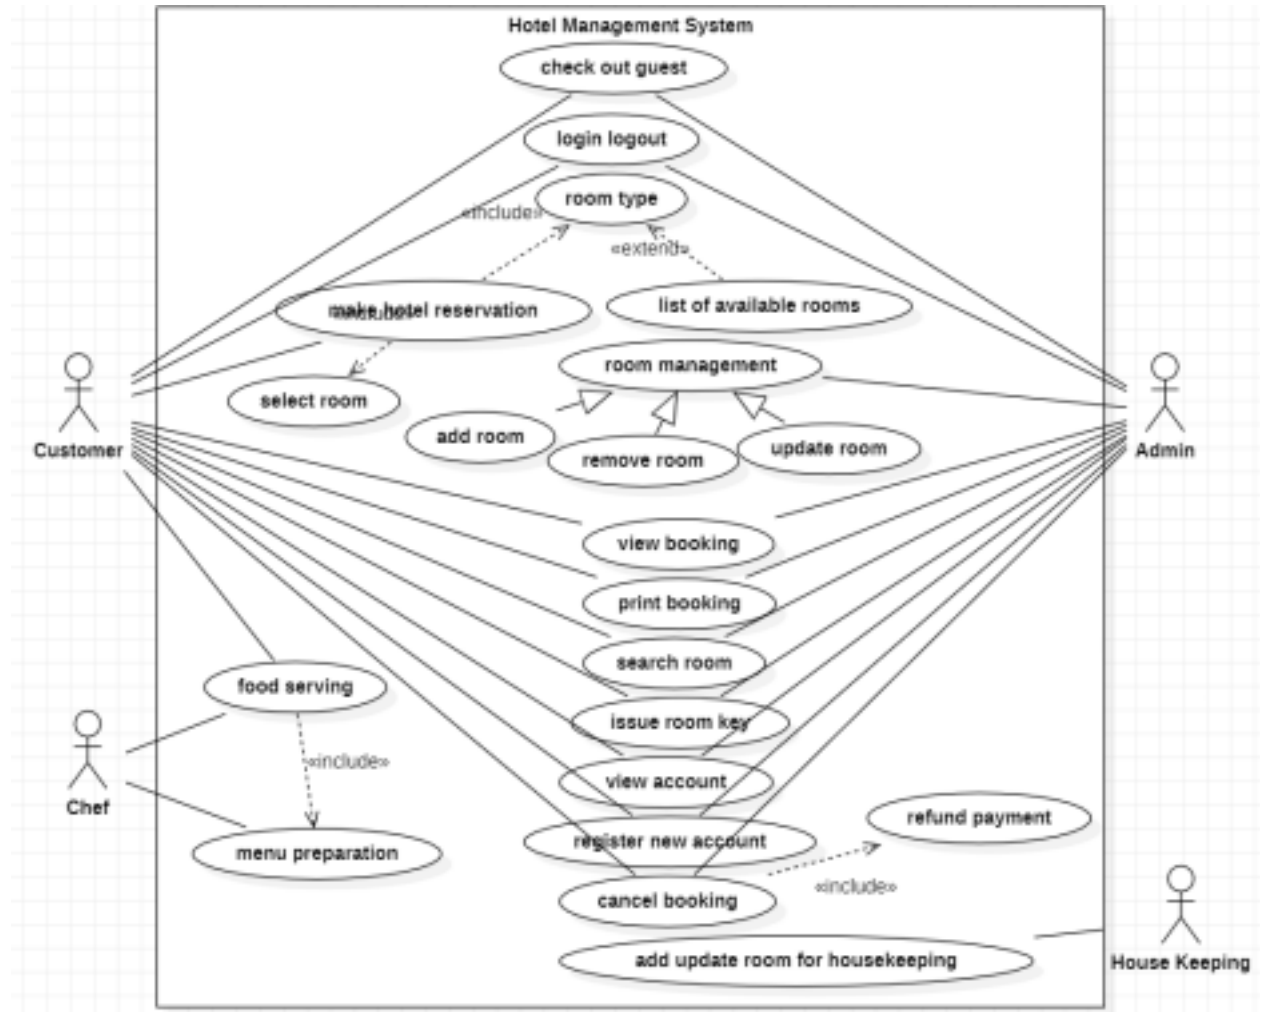 Hotel Management System
check out guest
login logout
room type
«include»
«extend»
make hotel reservation
«include»
list of available rooms
room management
select room
add room
remove room
update room
Customer
Admin
view booking
print booking
search room
food serving
issue room key
«include»
view account
Chef
refund payment
register new account
menu preparation
«include»
cancel booking
add update room for housekeeping
House Keeping